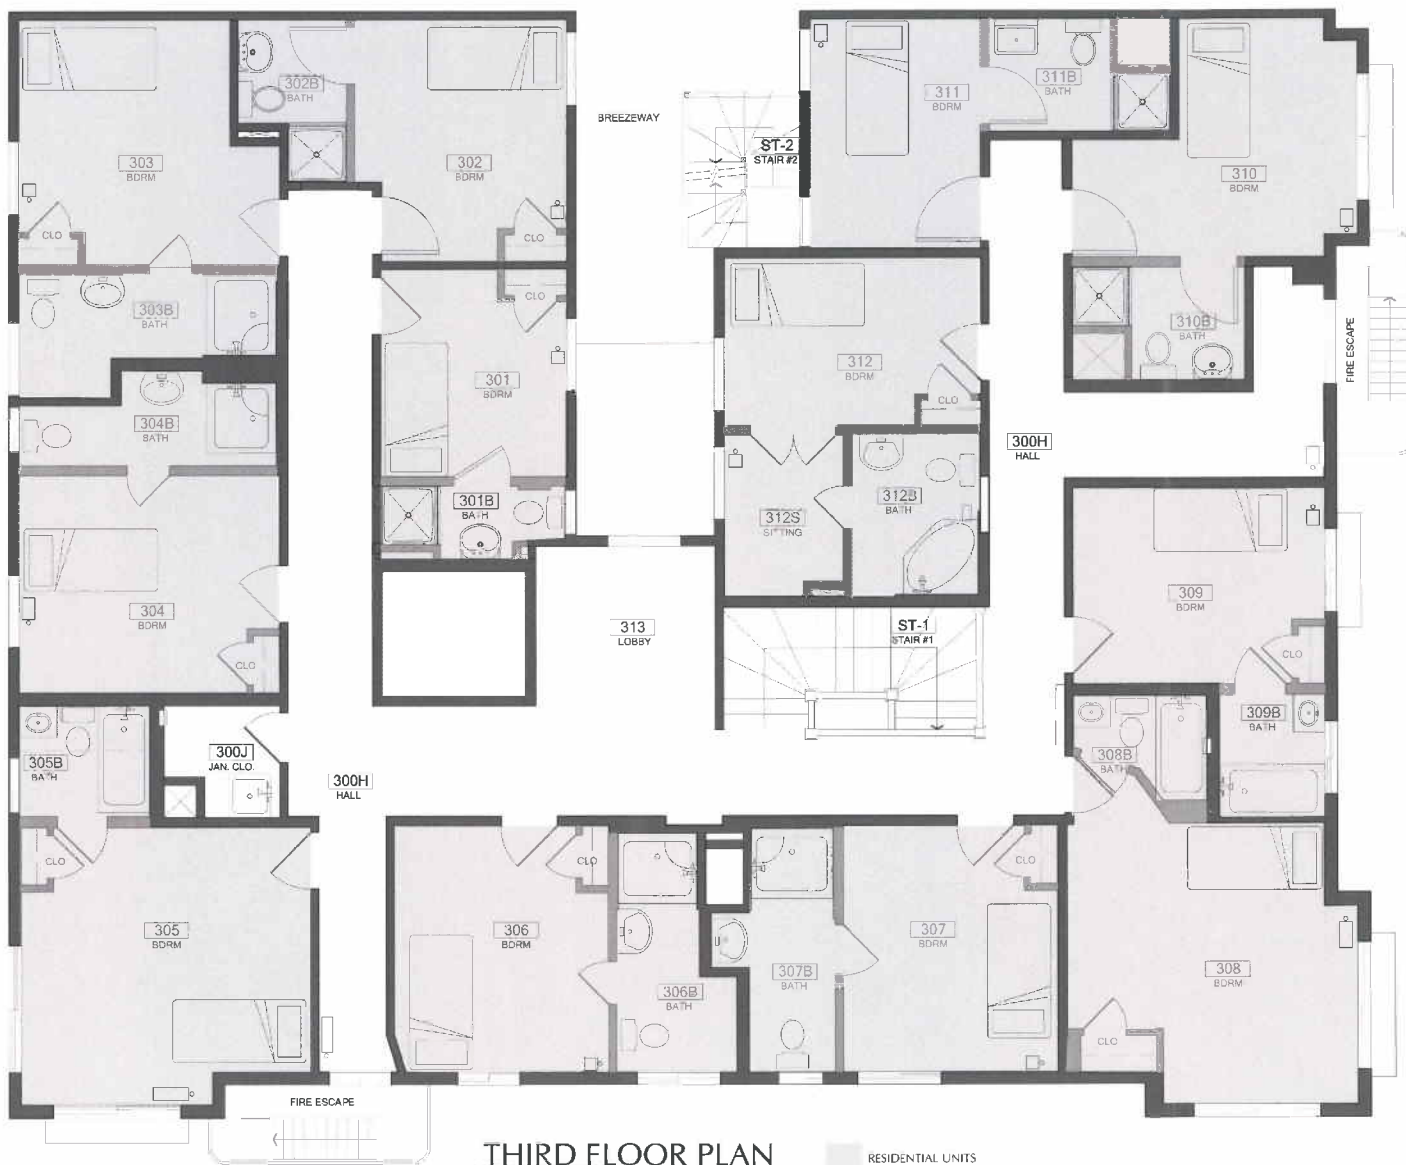 303
BDRM
CLO
302B
BATH
302
BDRM
CLO
BREEZEWAY
ST-2
STAIR #2
311
BDRM
311B
BATH
310
BDRM
303B
BATH
304B
BATH
304
BDRM
CLO
CLO
301
BDRM
301B
BATH
312
BDRM
CLO
312S
SITTING
312B
BATH
310B
BATH
FIRE ESCAPE
300H
HALL
309
BDRM
CLO
313
LOBBY
ST-1
STAIR #1
305B
BATH
300J
JAN. CLO.
300H
HALL
308B
BATH
309B
BATH
CLO
305
BDRM
306
BDRM
CLO
306B
BATH
307B
BATH
307
BDRM
CLO
308
BDRM
CLO
FIRE ESCAPE
THIRD FLOOR PLAN
RESIDENTIAL UNITS